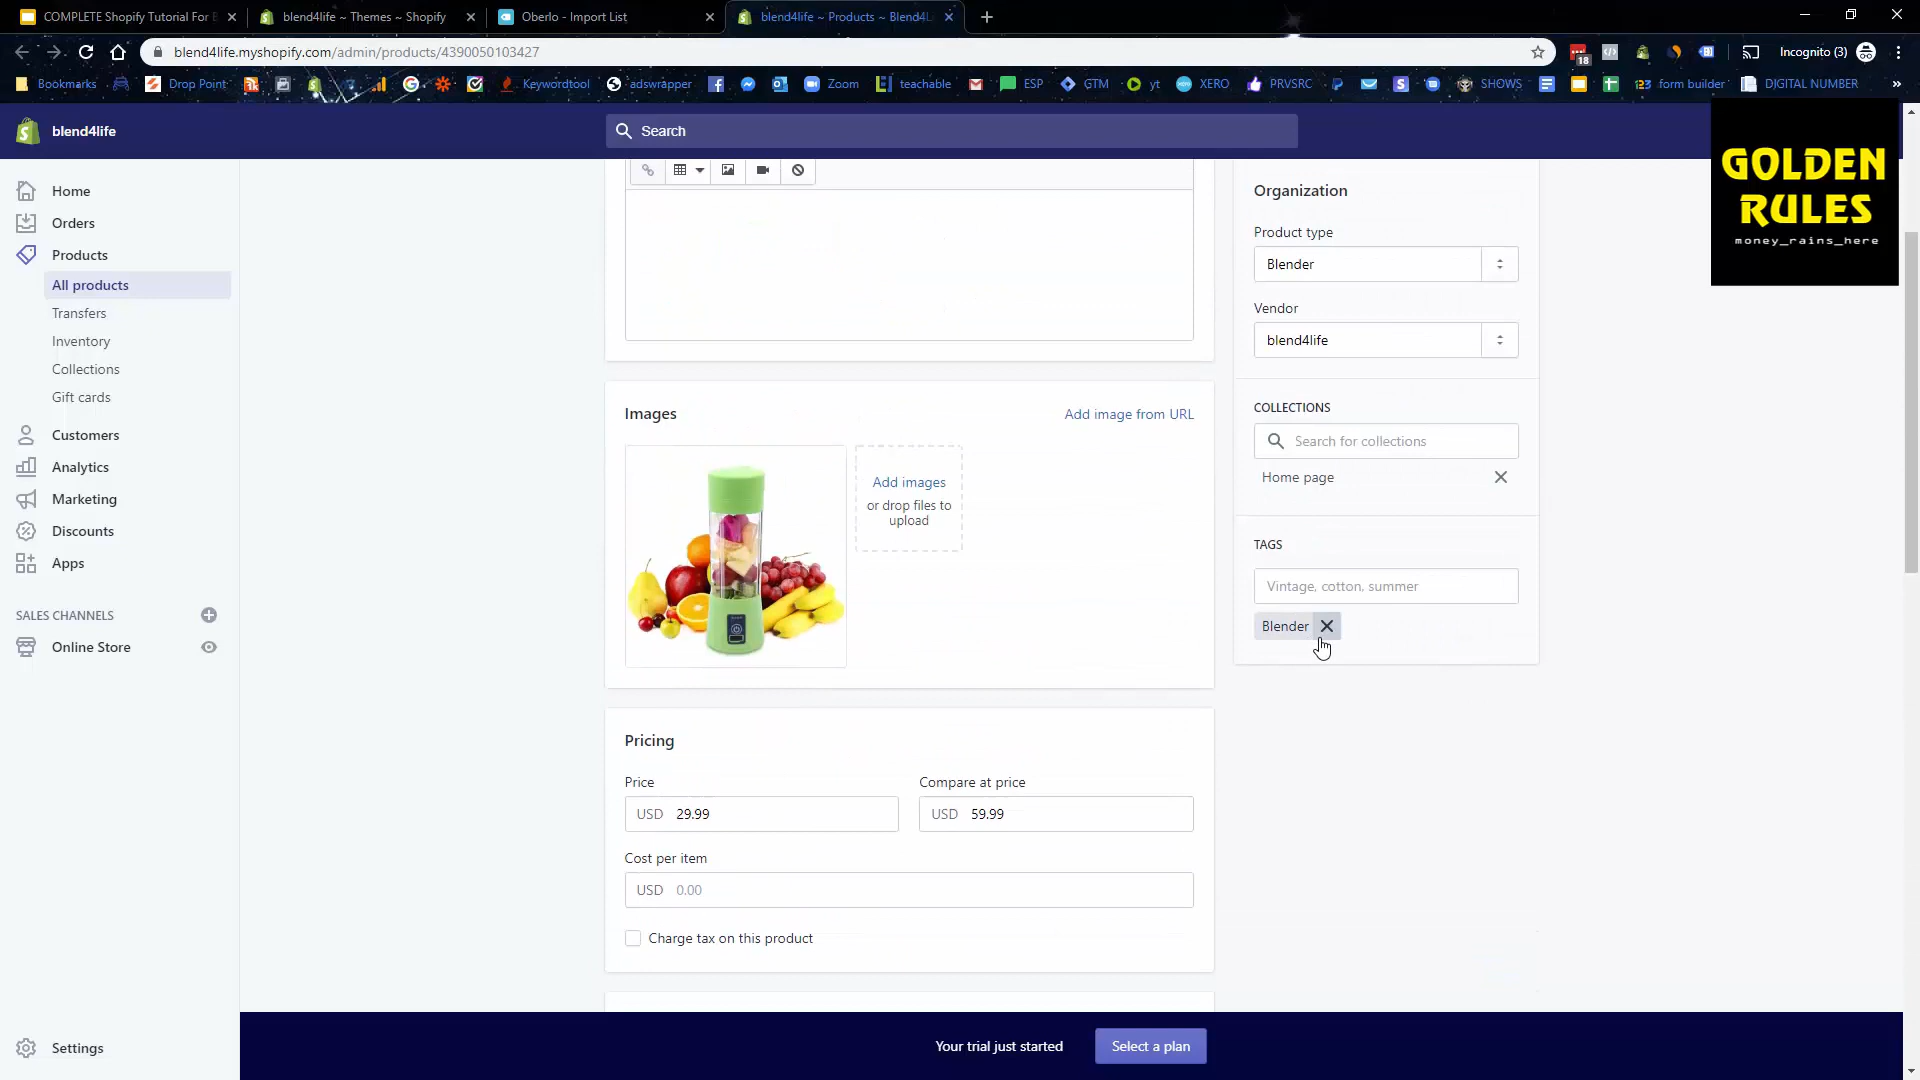 COMPLETE Shopify Tutorial For B
blend4life ~ Themes ~ Shopify
Oberlo - Import List
blend4life ~ Products ~ Blend4L
blend4life.myshopify.com/admin/products/4390050103427
18
Incognito (3)
Bookmarks
Drop Point
Keywordtool
adswrapper
Zoom
teachable
ESP
GTM
yt
XERO
PRVSRC
SHOWS
123 form builder
DIGITAL NUMBER
blend4life
Search
GOLDEN
RULES
money_rains_here
Home
Orders
Products
All products
Transfers
Inventory
Collections
Gift cards
Customers
Analytics
Marketing
Discounts
Apps
SALES CHANNELS
Online Store
Settings
Images
Add image from URL
Add images
or drop files to
upload
Pricing
Price
Compare at price
USD 29.99
USD 59.99
Cost per item
USD 0.00
Charge tax on this product
Organization
Product type
Blender
Vendor
blend4life
COLLECTIONS
Search for collections
Home page
TAGS
Vintage, cotton, summer
Blender
Your trial just started
Select a plan